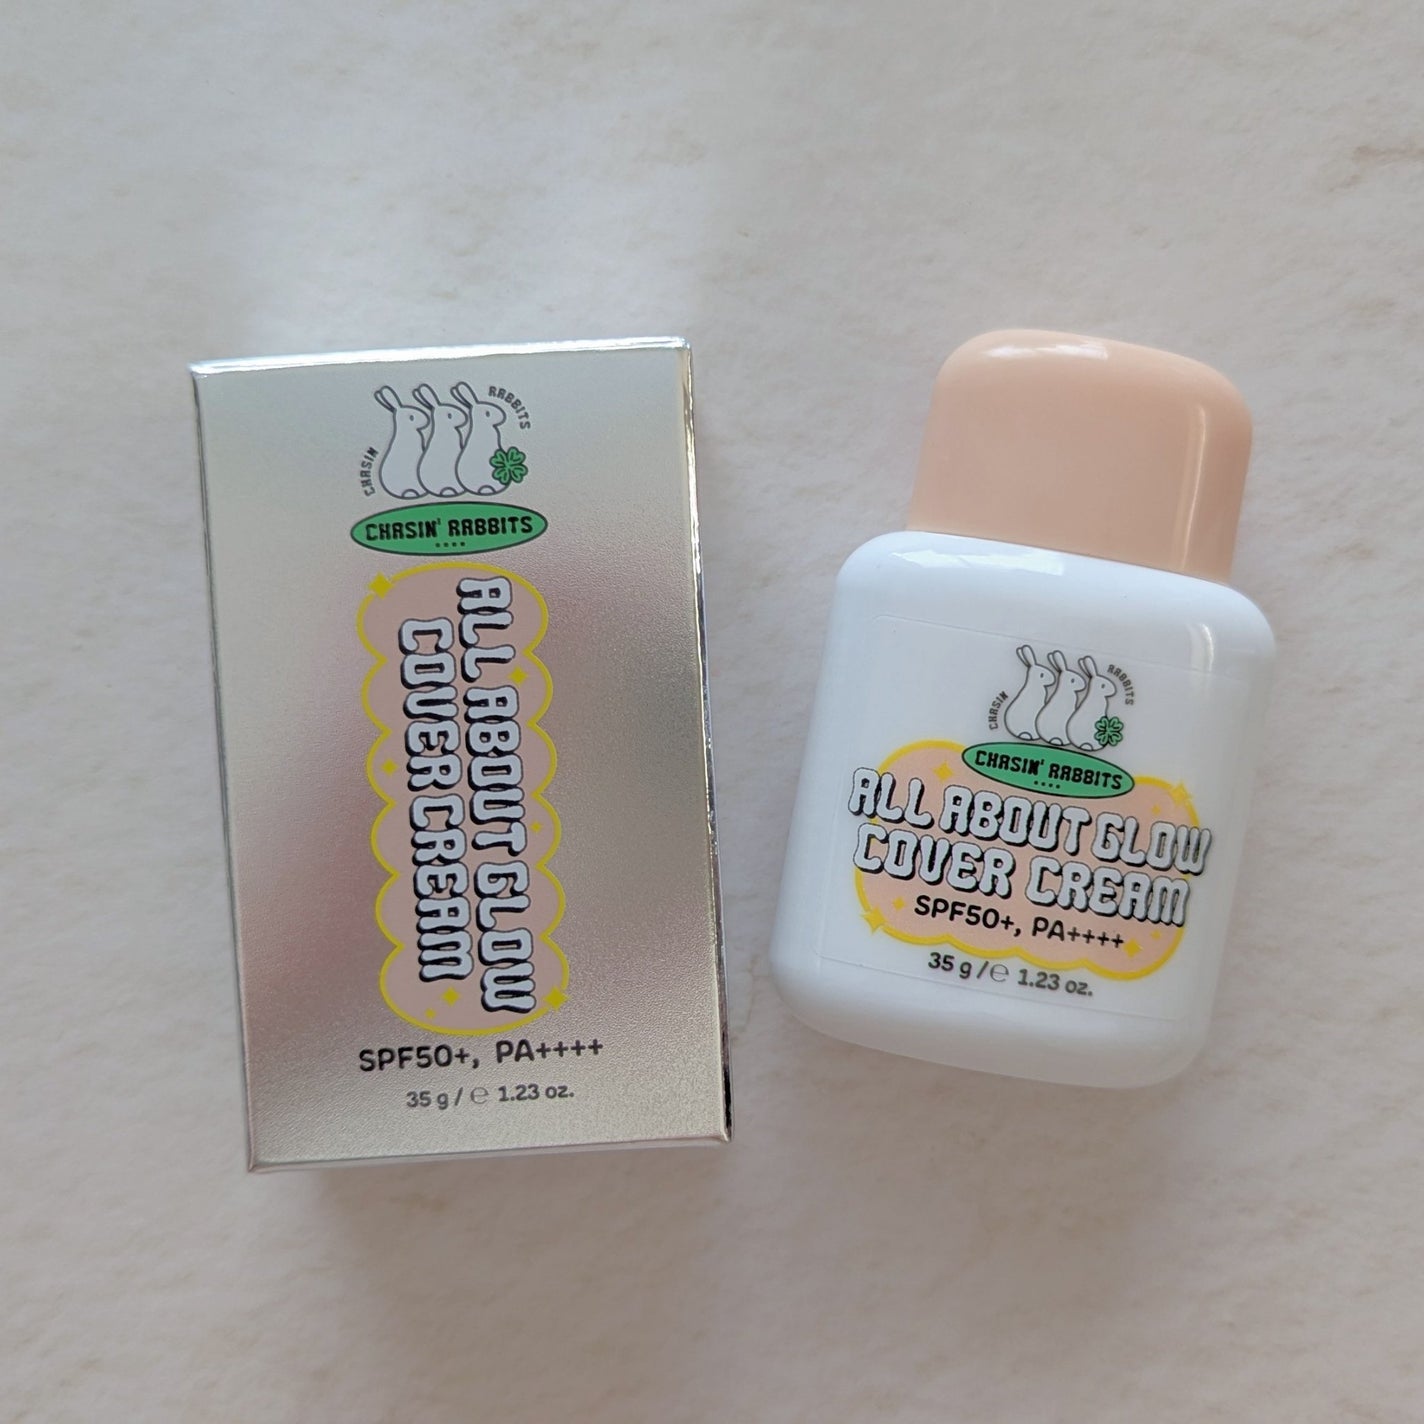 CHASIN RABBITS
CHASIN' RABBITS
ALL ABOUT GLOW
COVER CREAM
SPF50+, PA++++
35 g / ℮ 1.23 oz.
CHASIN RABBITS
CHASIN' RABBITS
ALL ABOUT GLOW
COVER CREAM
SPF50+, PA++++
35 g / ℮ 1.23 oz.